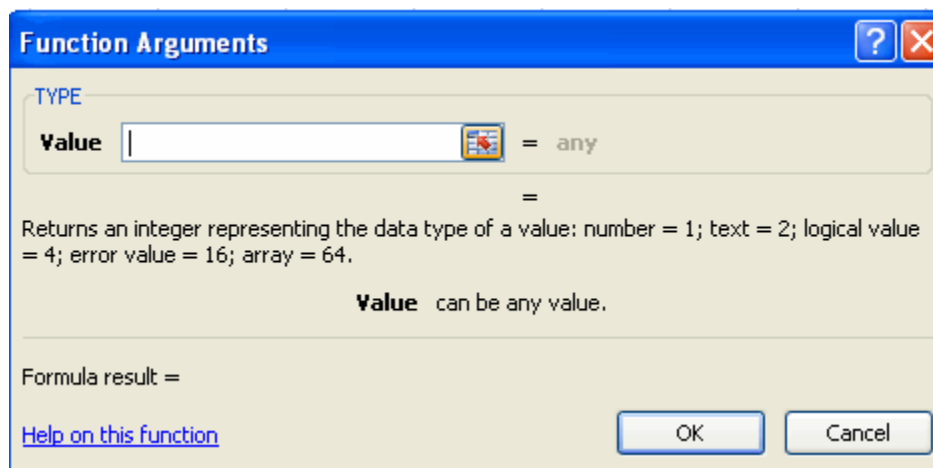 Function Arguments
TYPE
Value = any
=
Returns an integer representing the data type of a value: number = 1; text = 2; logical value
= 4; error value = 16; array = 64.
Value can be any value.
Formula result =
Help on this function OK Cancel